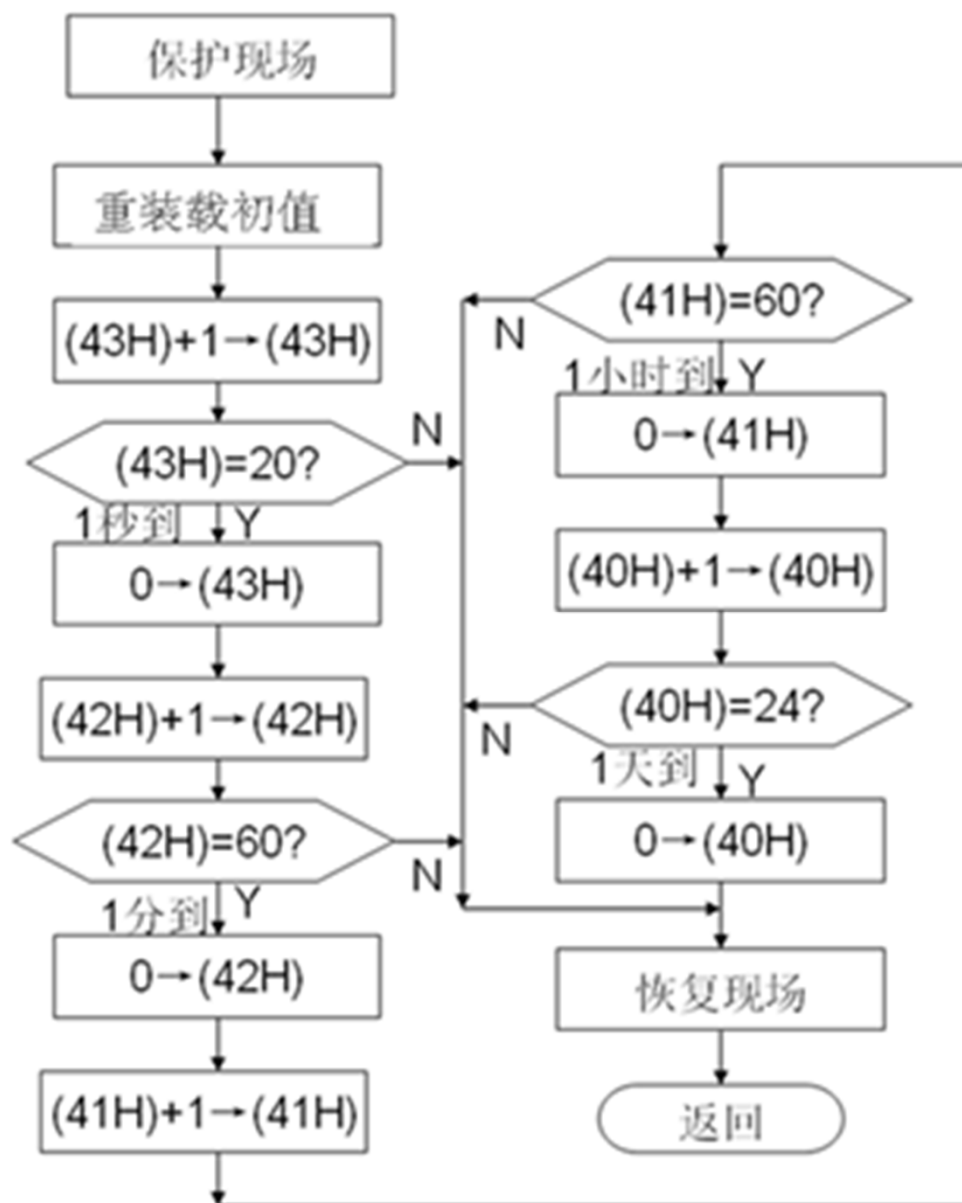 保护现场
重装载初值
(43H)+1→(43H)
(43H)=20?
N
1秒到
Y
0→(43H)
(42H)+1→(42H)
(42H)=60?
N
1分到
Y
0→(42H)
(41H)+1→(41H)
(41H)=60?
N
1小时到
Y
0→(41H)
(40H)+1→(40H)
(40H)=24?
N
1天到
Y
0→(40H)
恢复现场
返回